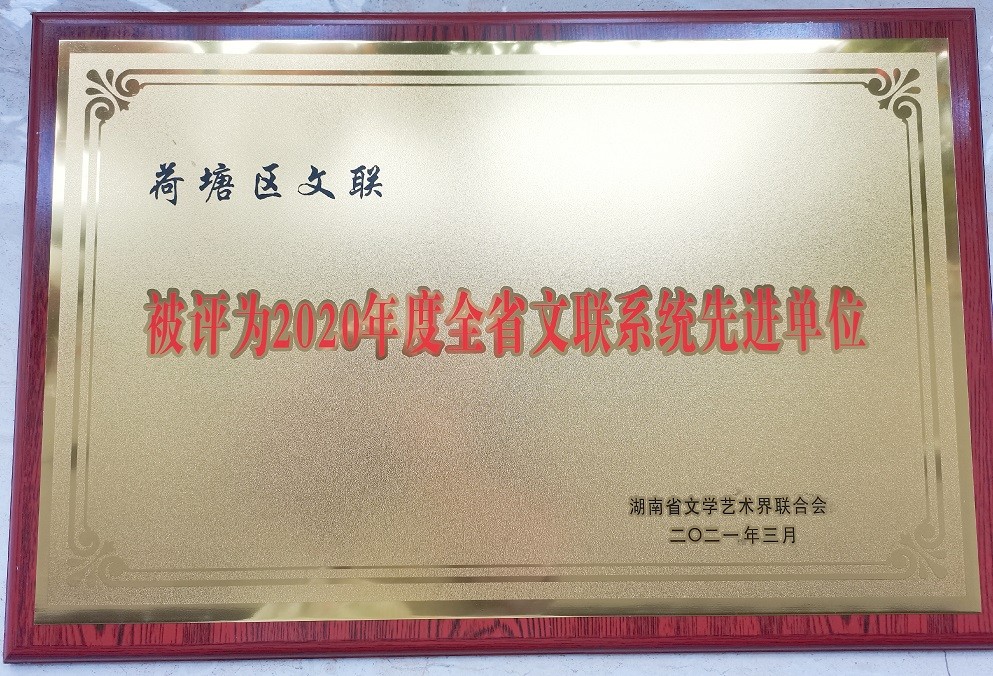 荷塘区文联
被评为2020年度全省文联系统先进单位
湖南省文学艺术界联合会
二〇二一年三月